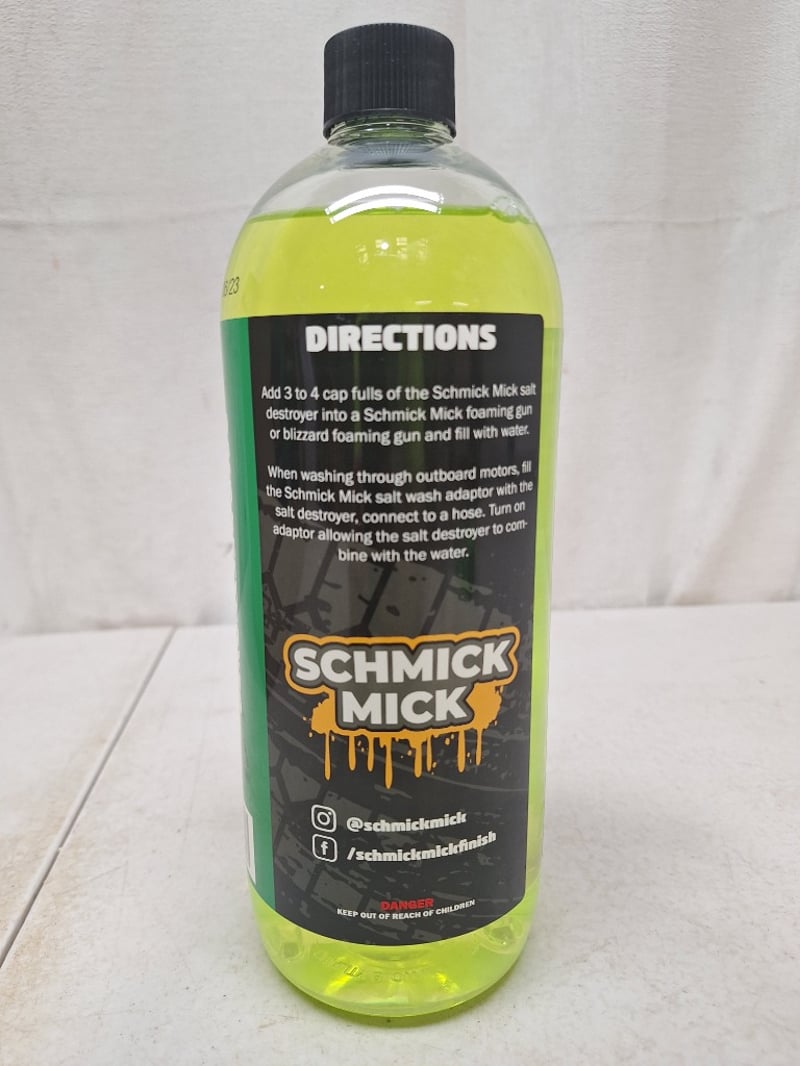 /23
DIRECTIONS
Add 3 to 4 cap fulls of the Schmick Mick salt
destroyer into a Schmick Mick foaming gun
or blizzard foaming gun and fill with water.
When washing through outboard motors, fill
the Schmick Mick salt wash adaptor with the
salt destroyer, connect to a hose. Turn on
adaptor allowing the salt destroyer to com-
bine with the water.
SCHMICK
MICK
@schmickmick
/schmickmickfinish
DANGER
KEEP OUT OF REACH OF CHILDREN